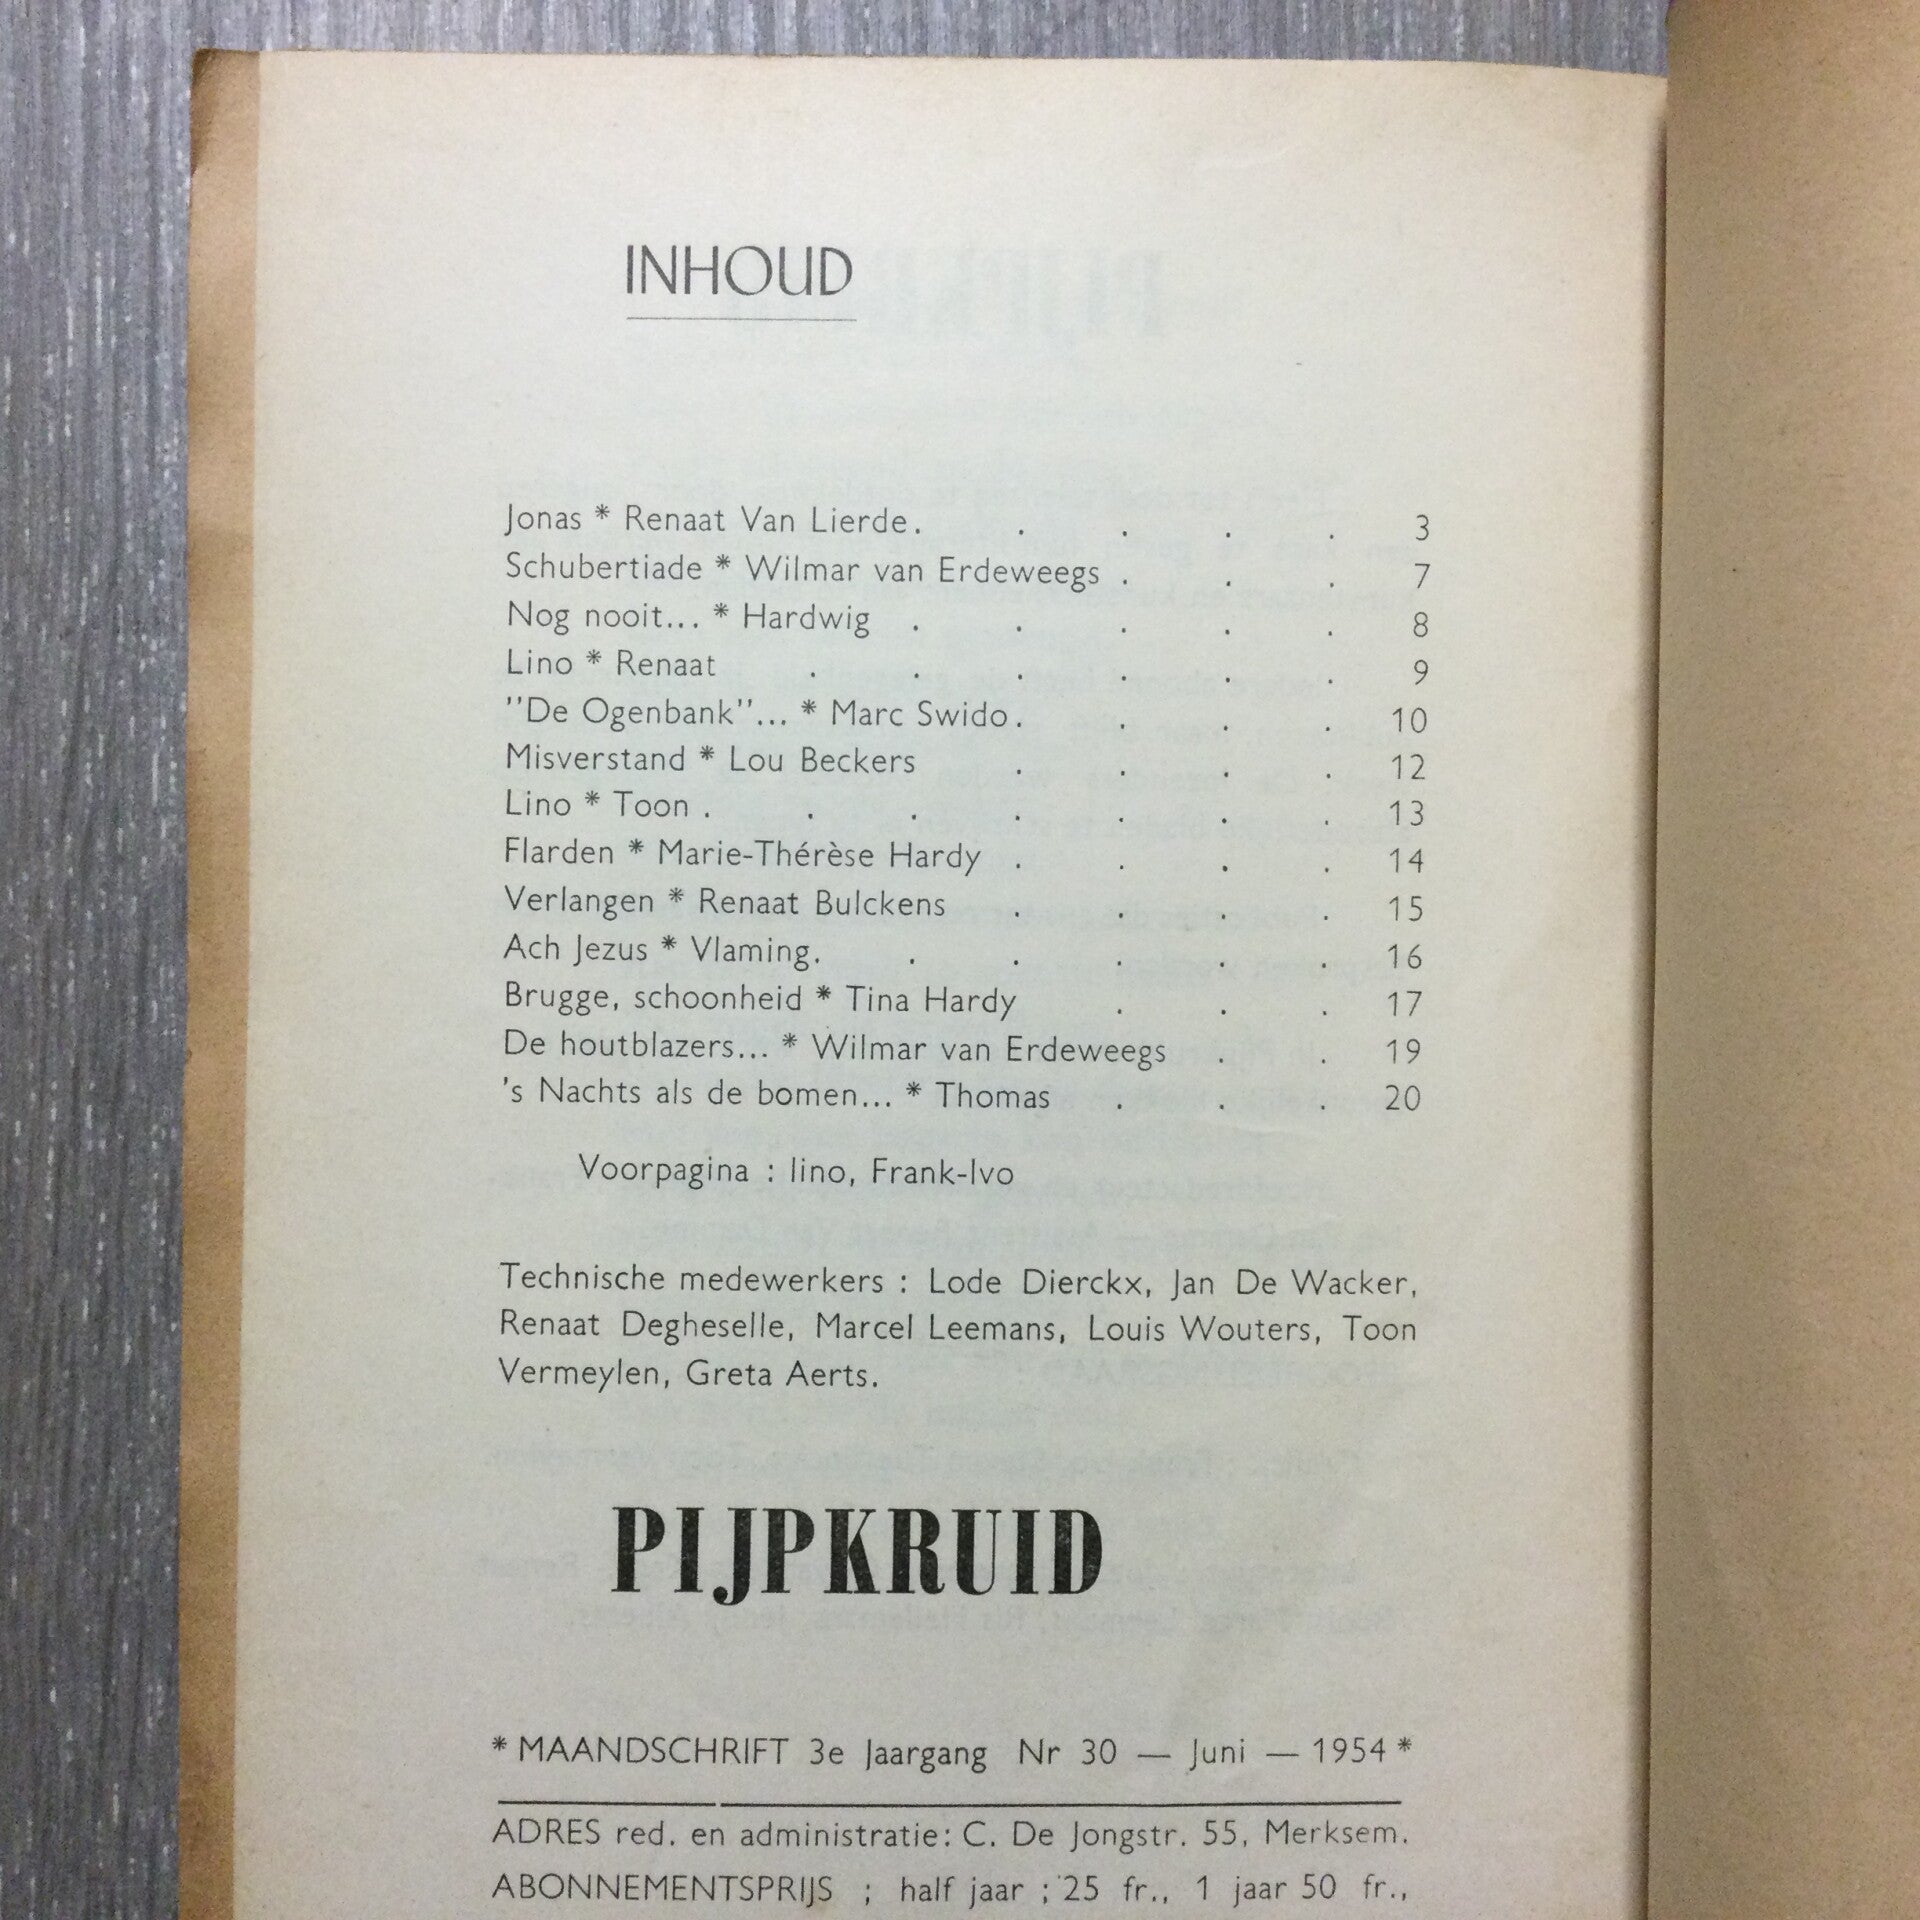 INHOUD
Jonas * Renaat Van Lierde. . . . . 3
Schubertiade * Wilmar van Erdeweegs . . . 7
Nog nooit... * Hardwig . . . . . 8
Lino * Renaat . . . . . . 9
"De Ogenbank"... * Marc Swido. . . . 10
Misverstand * Lou Beckers . . . . 12
Lino * Toon . . . . . . . 13
Flarden * Marie-Thérèse Hardy . . . . 14
Verlangen * Renaat Bulckens . . . . 15
Ach Jezus * Vlaming. . . . . . 16
Brugge, schoonheid * Tina Hardy . . . 17
De houtblazers... * Wilmar van Erdeweegs . . 19
's Nachts als de bomen... * Thomas . . . 20
Voorpagina : lino, Frank-Ivo
Technische medewerkers : Lode Dierckx, Jan De Wacker,
Renaat Degheselle, Marcel Leemans, Louis Wouters, Toon
Vermeylen, Greta Aerts.
PIJPKRUID
* MAANDSCHRIFT 3e Jaargang Nr 30 — Juni — 1954 *
ADRES red. en administratie: C. De Jongstr. 55, Merksem.
ABONNEMENTSPRIJS ; half jaar ; 25 fr., 1 jaar 50 fr.,